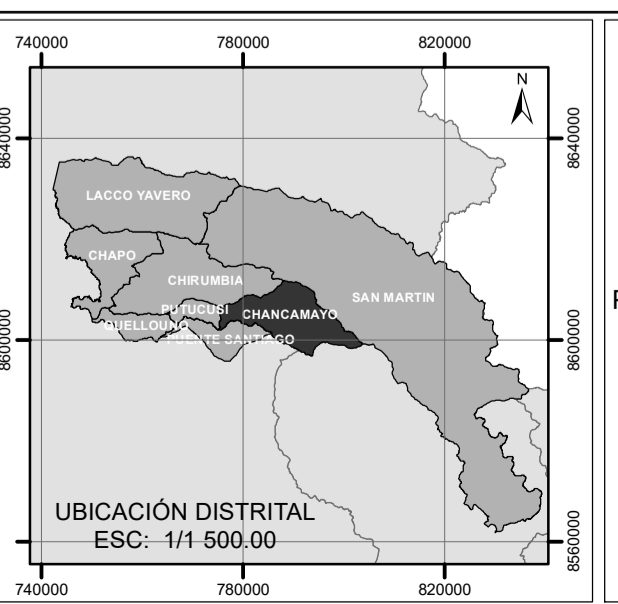 740000 780000 820000
N
8640000 8640000
LACCO YAVERO
CHAPO
CHIRUMBIA
SAN MARTIN
PUTUCUSI
CHANCAMAYO
QUELLOUNO
PUENTE SANTIAGO
8600000 8600000
UBICACIÓN DISTRITAL
ESC: 1/1 500.00
8560000 8560000
740000 780000 820000